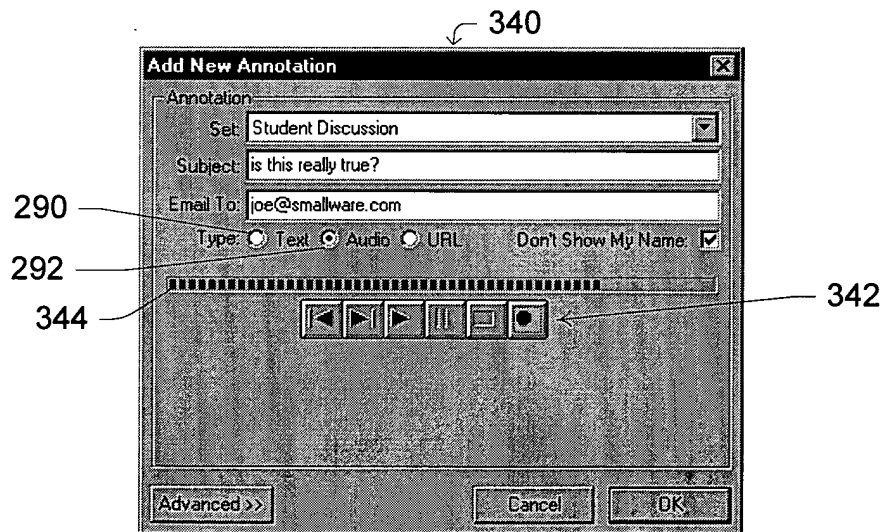 340
Add New Annotation
Annotation
Set: Student Discussion
Subject: is this really true?
Email To: joe@smallware.com
290
Type: Text Audio URL Don't Show My Name:
292
344
342
Advanced >> Cancel OK